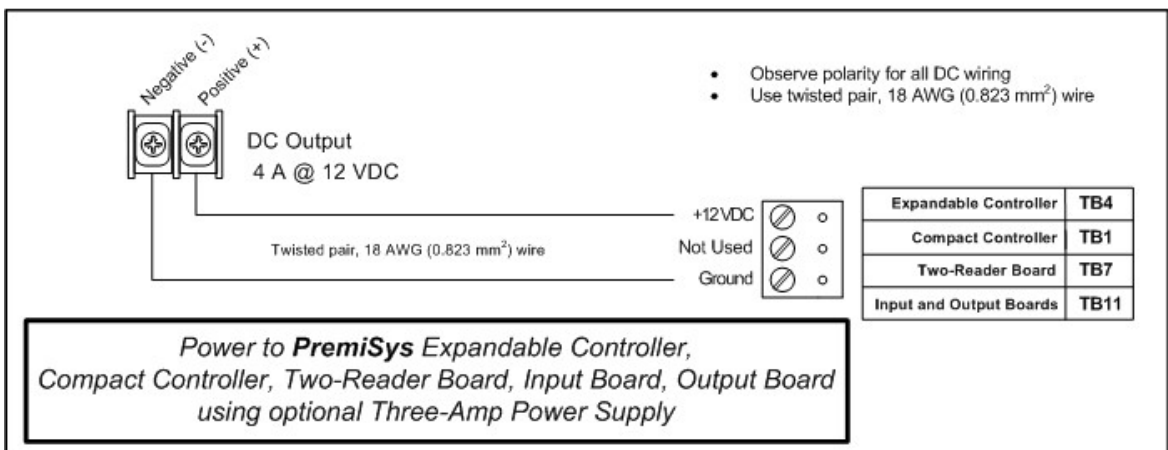 Negative (-)
Positive (+)
DC Output
4 A @ 12 VDC
• Observe polarity for all DC wiring
• Use twisted pair, 18 AWG (0.823 mm²) wire
+12VDC
Not Used
Ground
Twisted pair, 18 AWG (0.823 mm²) wire
Expandable Controller TB4
Compact Controller TB1
Two-Reader Board TB7
Input and Output Boards TB11
Power to PremiSys Expandable Controller,
Compact Controller, Two-Reader Board, Input Board, Output Board
using optional Three-Amp Power Supply